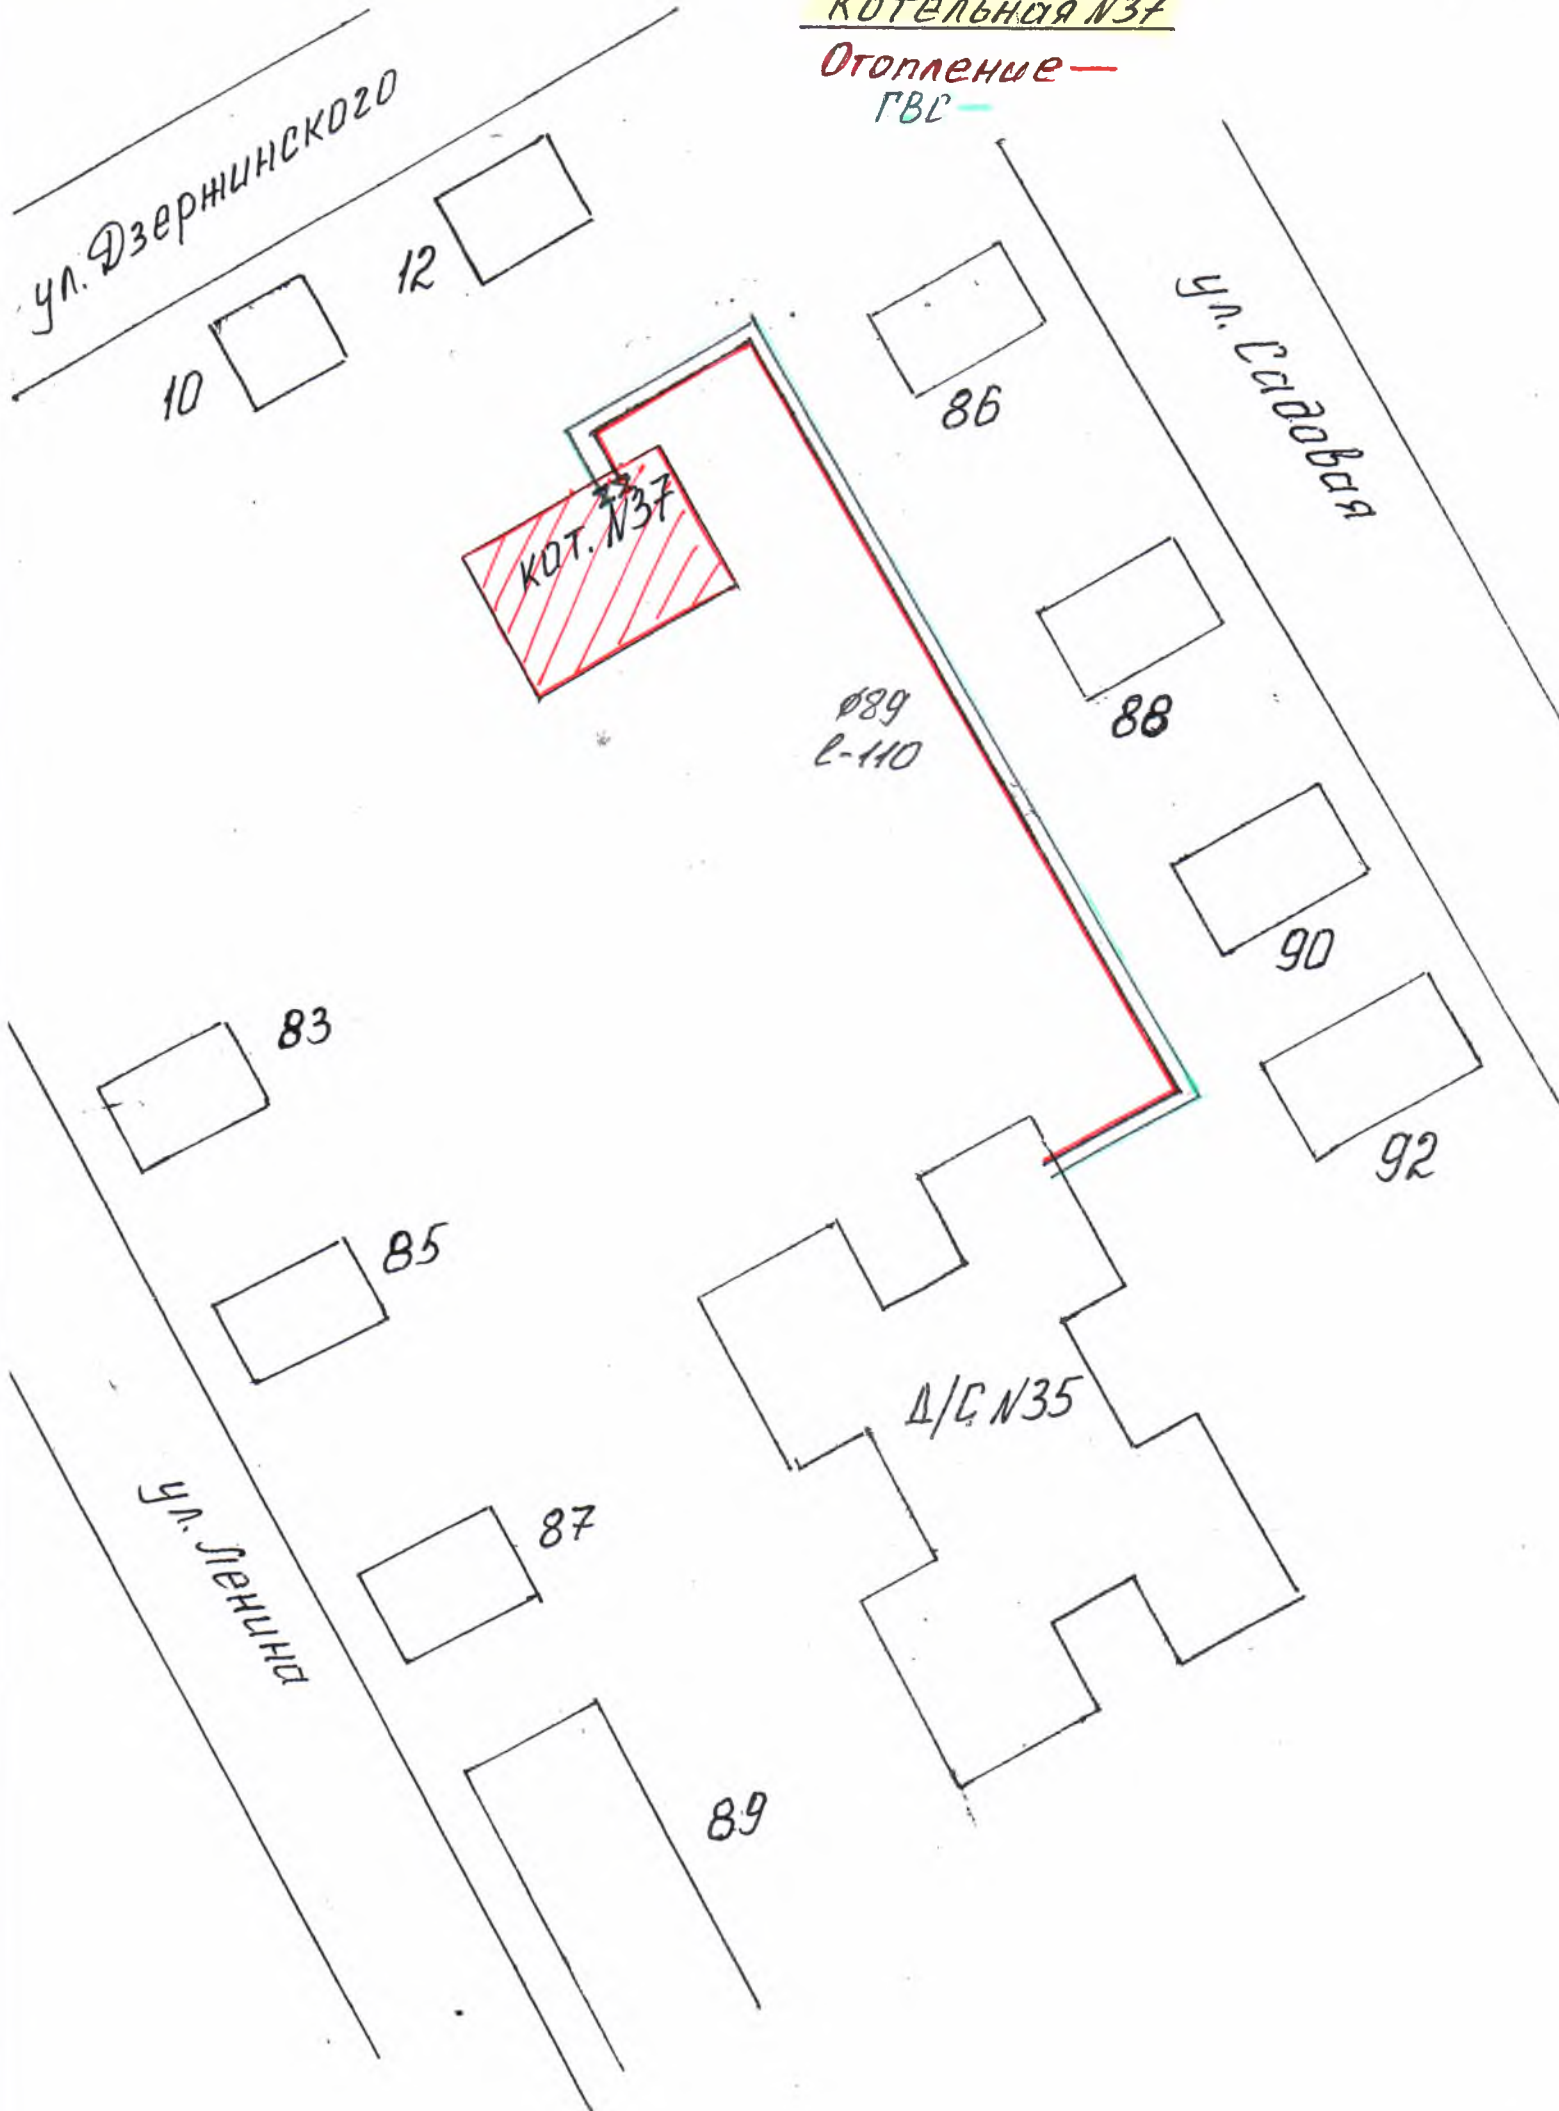 КОТЕЛЬНАЯ N37
Отопление —
ГВС —
ул. Дзержинского
12
10
ул. Садовая
86
КОТ. N37
88
ø89
l-110
90
83
92
85
Д/С N35
87
ул. Ленина
89